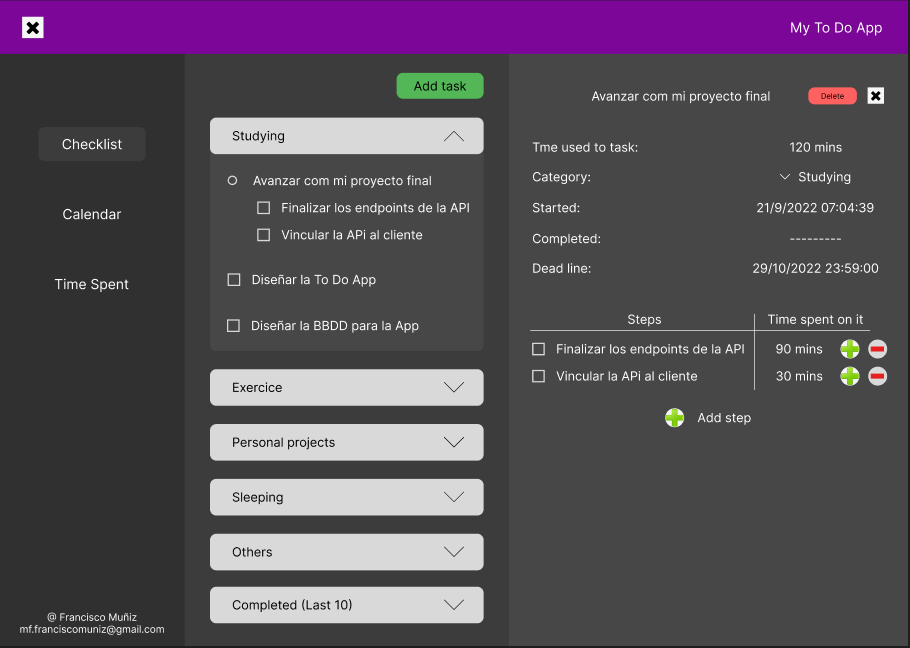 My To Do App
Checklist
Calendar
Time Spent
@ Francisco Muñiz
mf.franciscomuniz@gmail.com
Add task
Studying
Avanzar com mi proyecto final
Finalizar los endpoints de la API
Vincular la APi al cliente
Diseñar la To Do App
Diseñar la BBDD para la App
Exercice
Personal projects
Sleeping
Others
Completed (Last 10)
Avanzar com mi proyecto final Delete
Tme used to task: 120 mins
Category: Studying
Started: 21/9/2022 07:04:39
Completed: ---------
Dead line: 29/10/2022 23:59:00
Steps Time spent on it
Finalizar los endpoints de la API 90 mins
Vincular la APi al cliente 30 mins
Add step